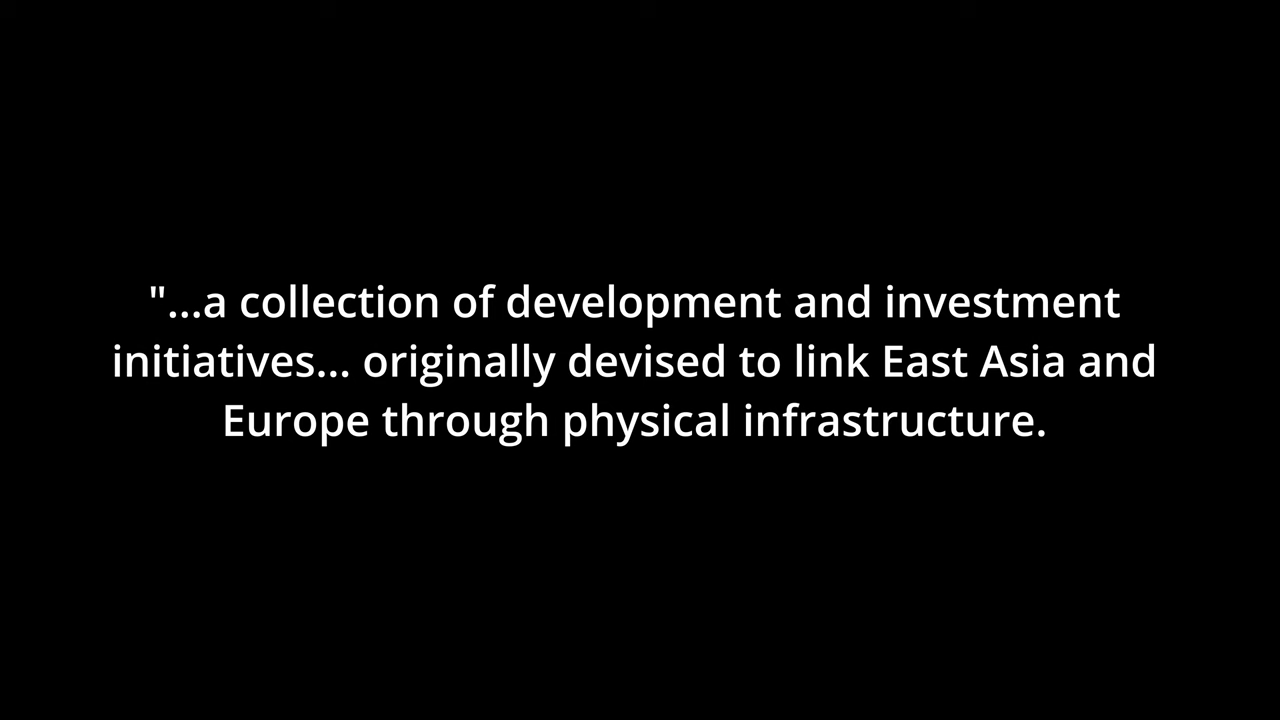 "...a collection of development and investment
initiatives... originally devised to link East Asia and
Europe through physical infrastructure.